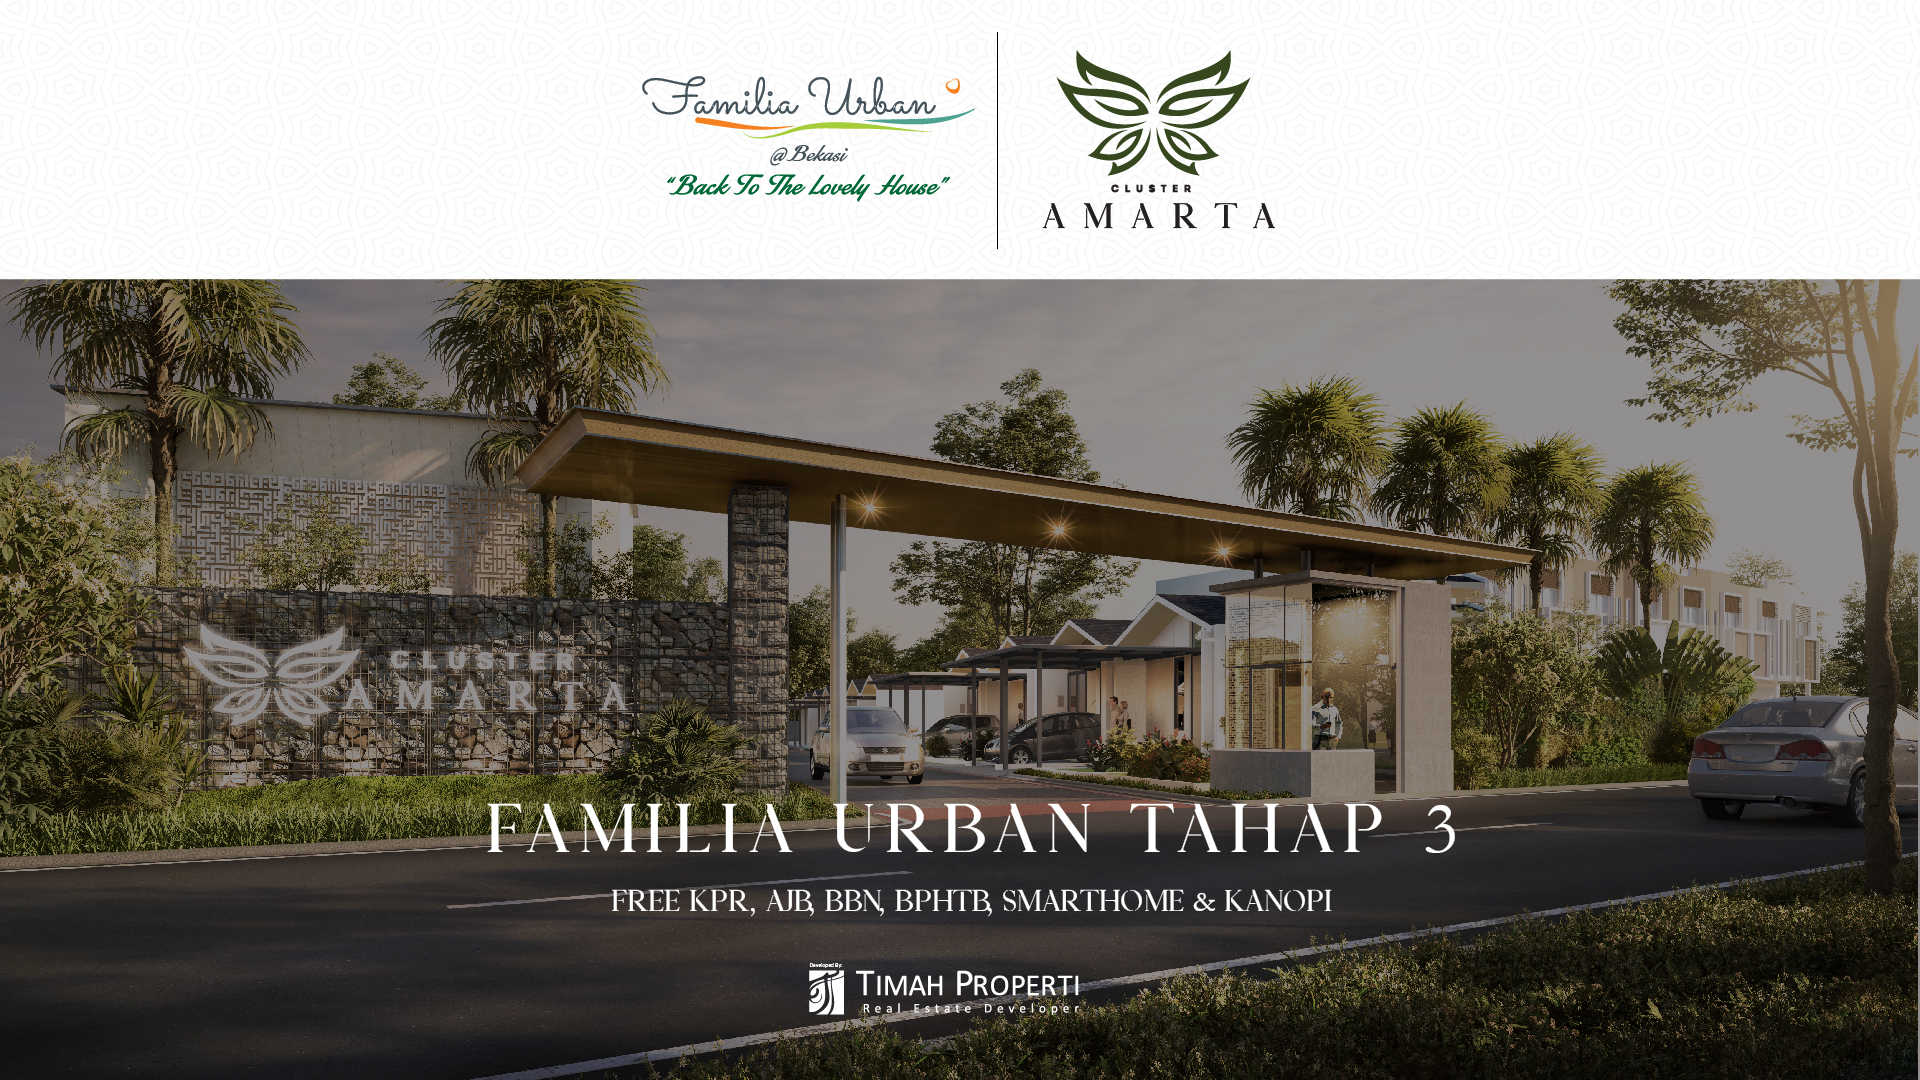 Familia Urban
@Bekasi
“Back To The Lovely House”
CLUSTER
AMARTA
CLUSTER
AMARTA
FAMILIA URBAN TAHAP 3
FREE KPR, AJB, BBN, BPHTB, SMARTHOME & KANOPI
Developed By:
TIMAH PROPERTI
Real Estate Developer